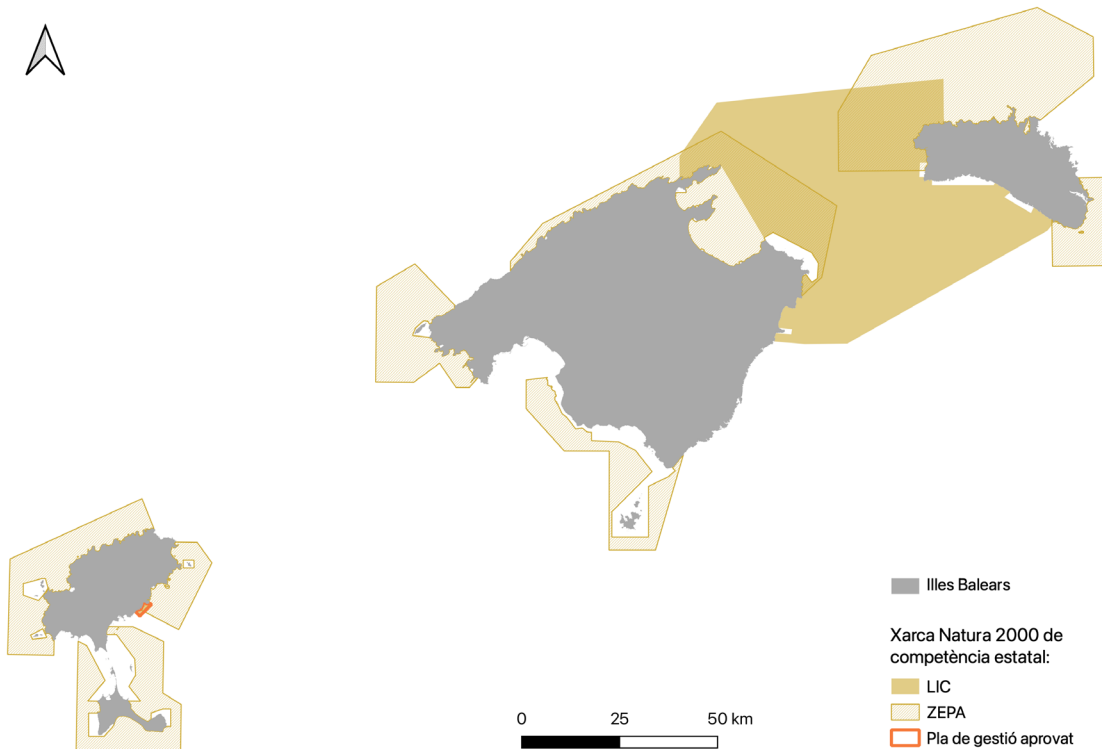 Illes Balears
Xarca Natura 2000 de
competència estatal:
LIC
ZEPA
Pla de gestió aprovat
0 25 50 km